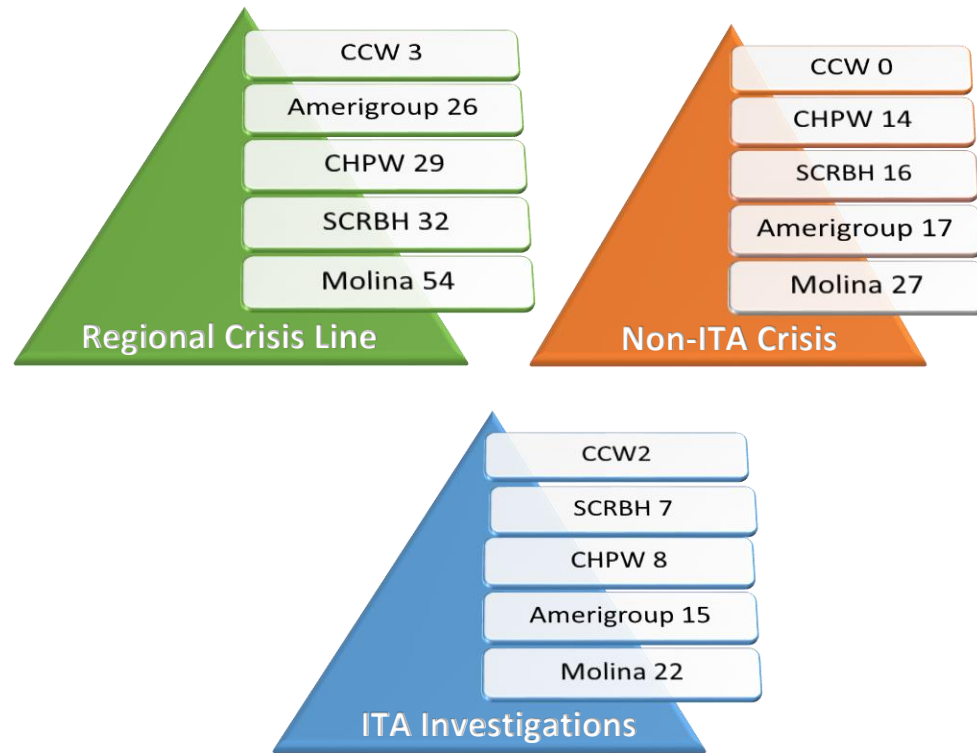 CCW 3
Amerigroup 26
CHPW 29
SCRBH 32
Molina 54
Regional Crisis Line
CCW 0
CHPW 14
SCRBH 16
Amerigroup 17
Molina 27
Non-ITA Crisis
CCW2
SCRBH 7
CHPW 8
Amerigroup 15
Molina 22
ITA Investigations